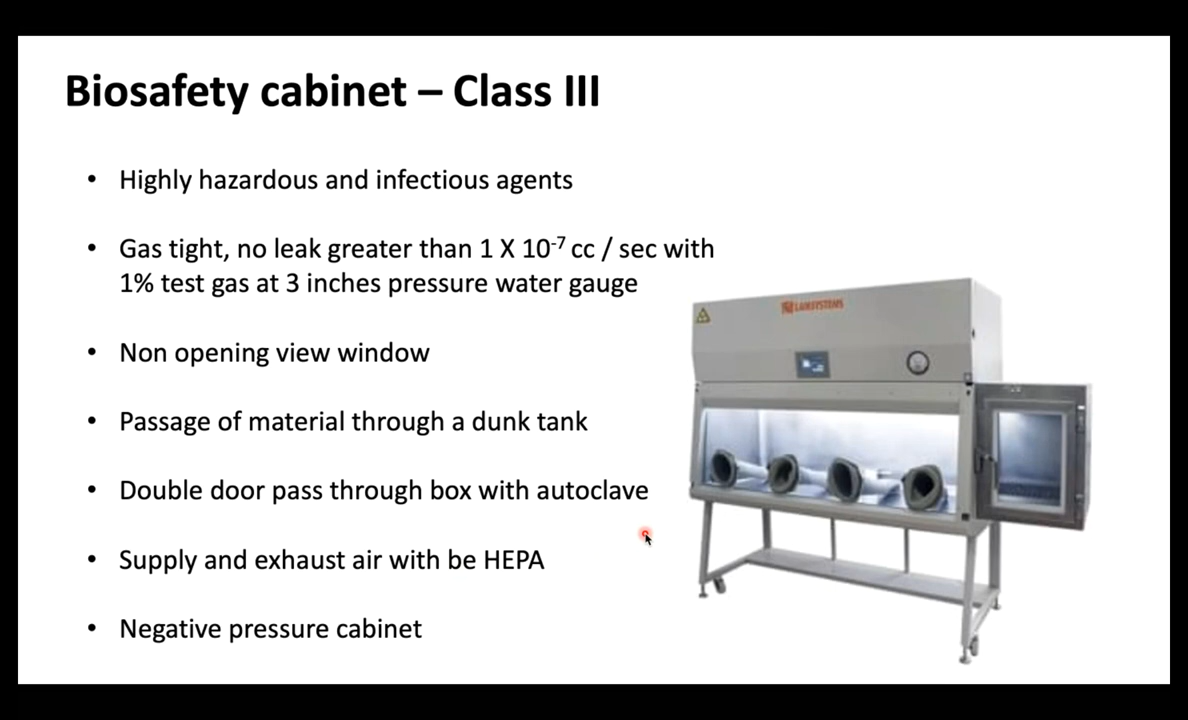 Biosafety cabinet – Class III
• Highly hazardous and infectious agents
• Gas tight, no leak greater than 1 X 10⁻⁷ cc / sec with
1% test gas at 3 inches pressure water gauge
• Non opening view window
• Passage of material through a dunk tank
• Double door pass through box with autoclave
• Supply and exhaust air with be HEPA
• Negative pressure cabinet
LAMSYSTEMS